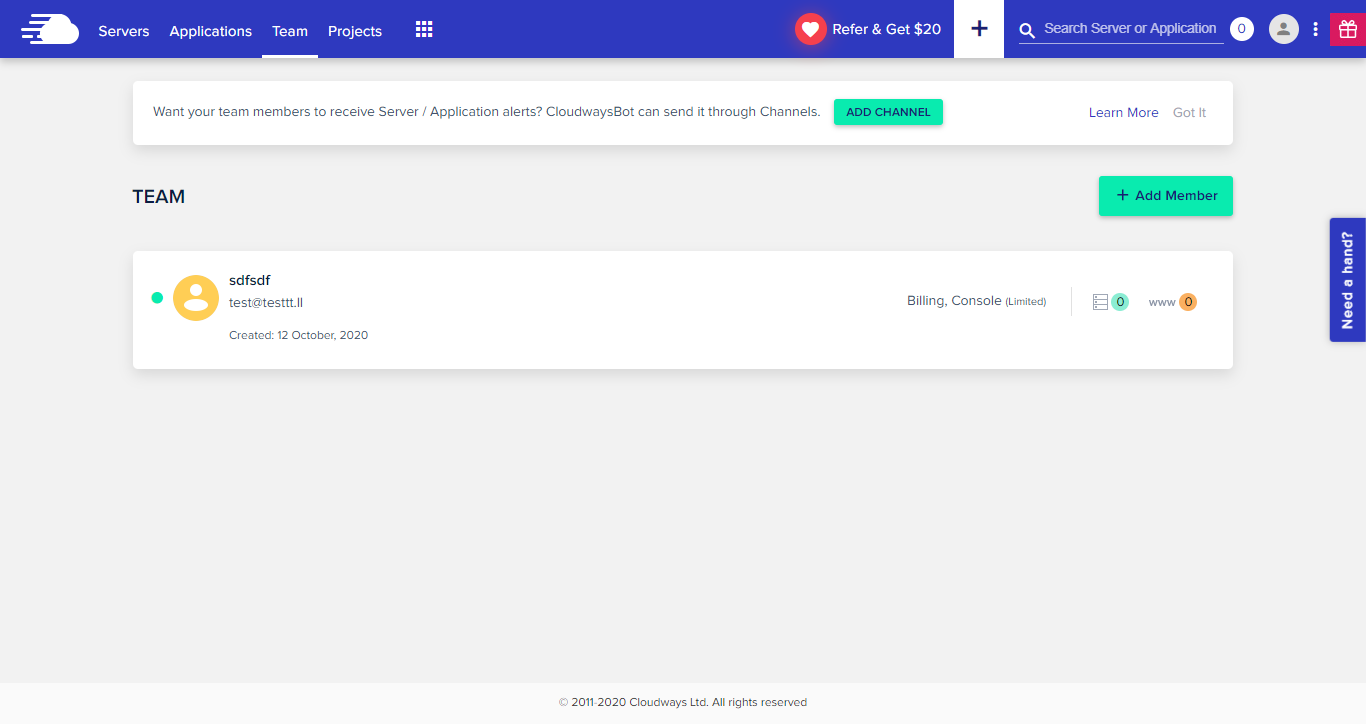 Servers Applications Team Projects Refer & Get $20 + Search Server or Application 0
Want your team members to receive Server / Application alerts? CloudwaysBot can send it through Channels. ADD CHANNEL Learn More Got It
TEAM + Add Member
Need a hand?
sdfsdf
test@testtt.ll Billing, Console (Limited) 0 www 0
Created: 12 October, 2020
© 2011-2020 Cloudways Ltd. All rights reserved